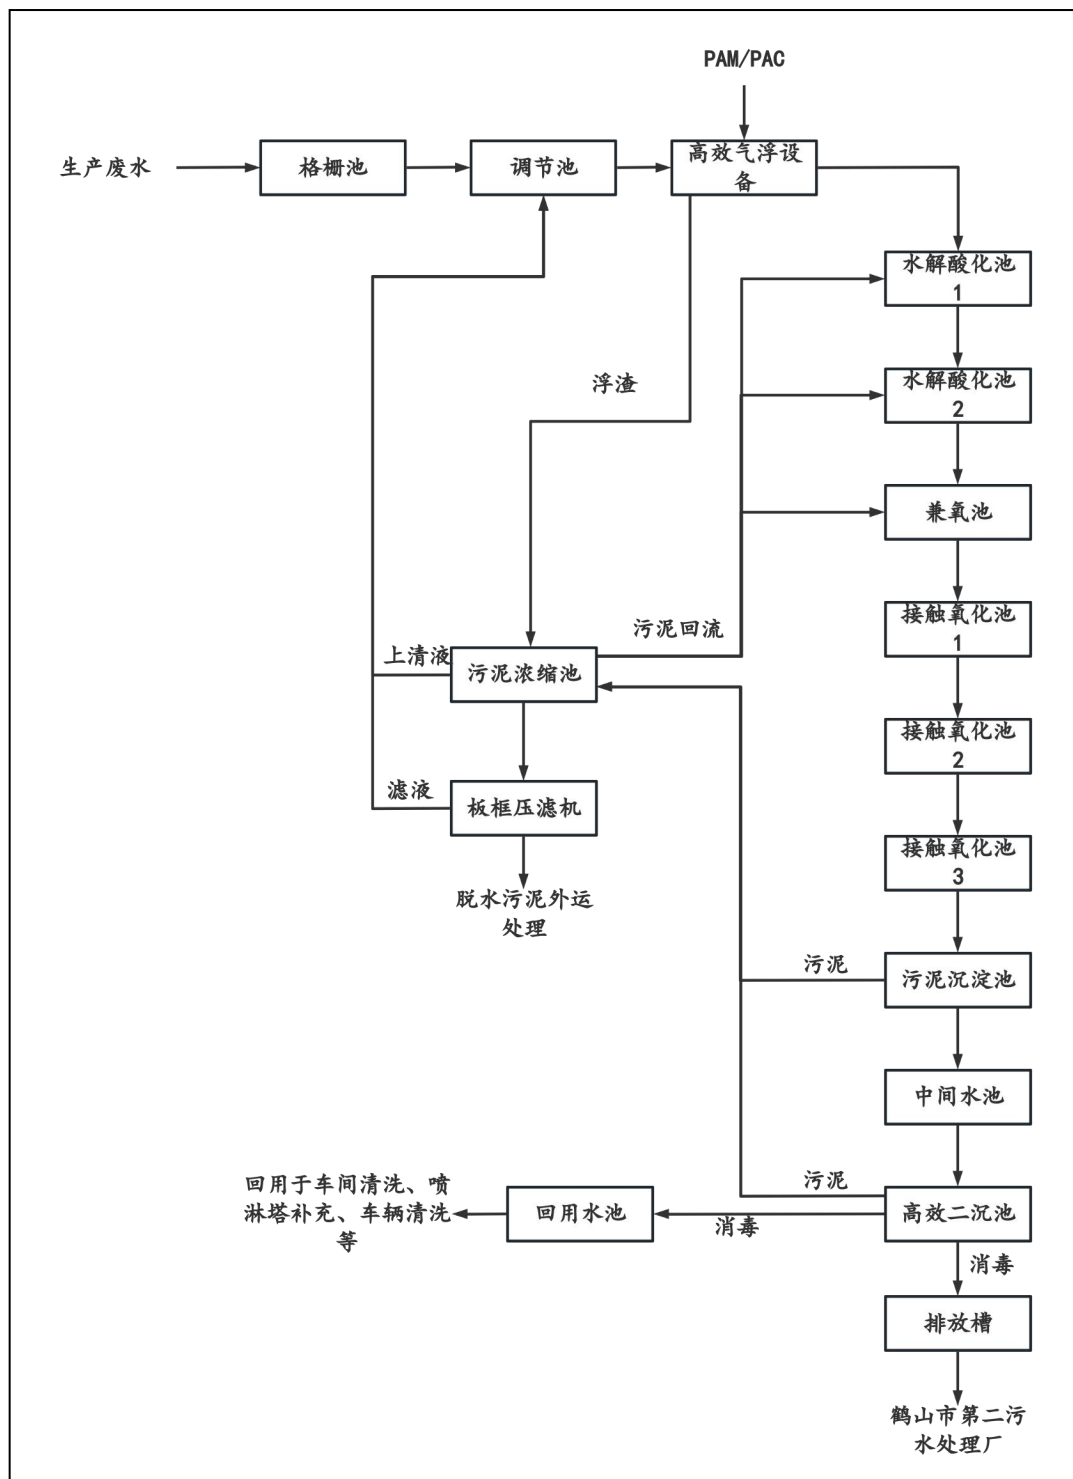 PAM/PAC
生产废水
格栅池
调节池
高效气浮设
备
水解酸化池
1
浮渣
水解酸化池
2
兼氧池
污泥回流
接触氧化池
1
上清液
污泥浓缩池
接触氧化池
2
滤液
板框压滤机
接触氧化池
3
脱水污泥外运
处理
污泥
污泥沉淀池
中间水池
污泥
回用于车间清洗、喷
淋塔补充、车辆清洗
等
回用水池
消毒
高效二沉池
消毒
排放槽
鹤山市第二污
水处理厂